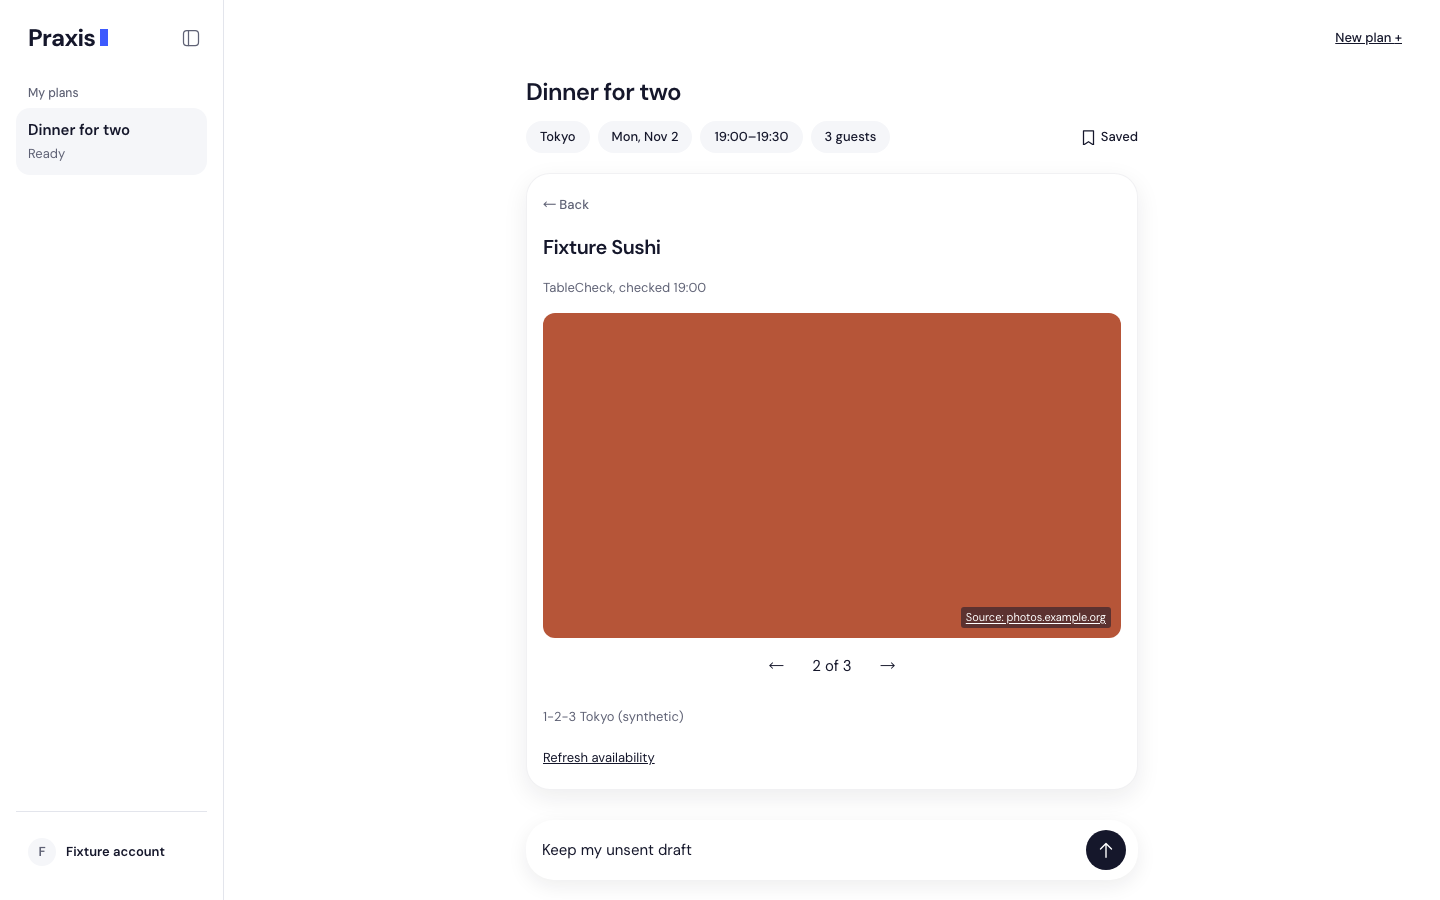 Praxis
New plan +
My plans
Dinner for two
Ready
Dinner for two
Tokyo
Mon, Nov 2
19:00–19:30
3 guests
Saved
← Back
Fixture Sushi
TableCheck, checked 19:00
Source: photos.example.org
← 2 of 3 →
1-2-3 Tokyo (synthetic)
Refresh availability
Keep my unsent draft
F
Fixture account